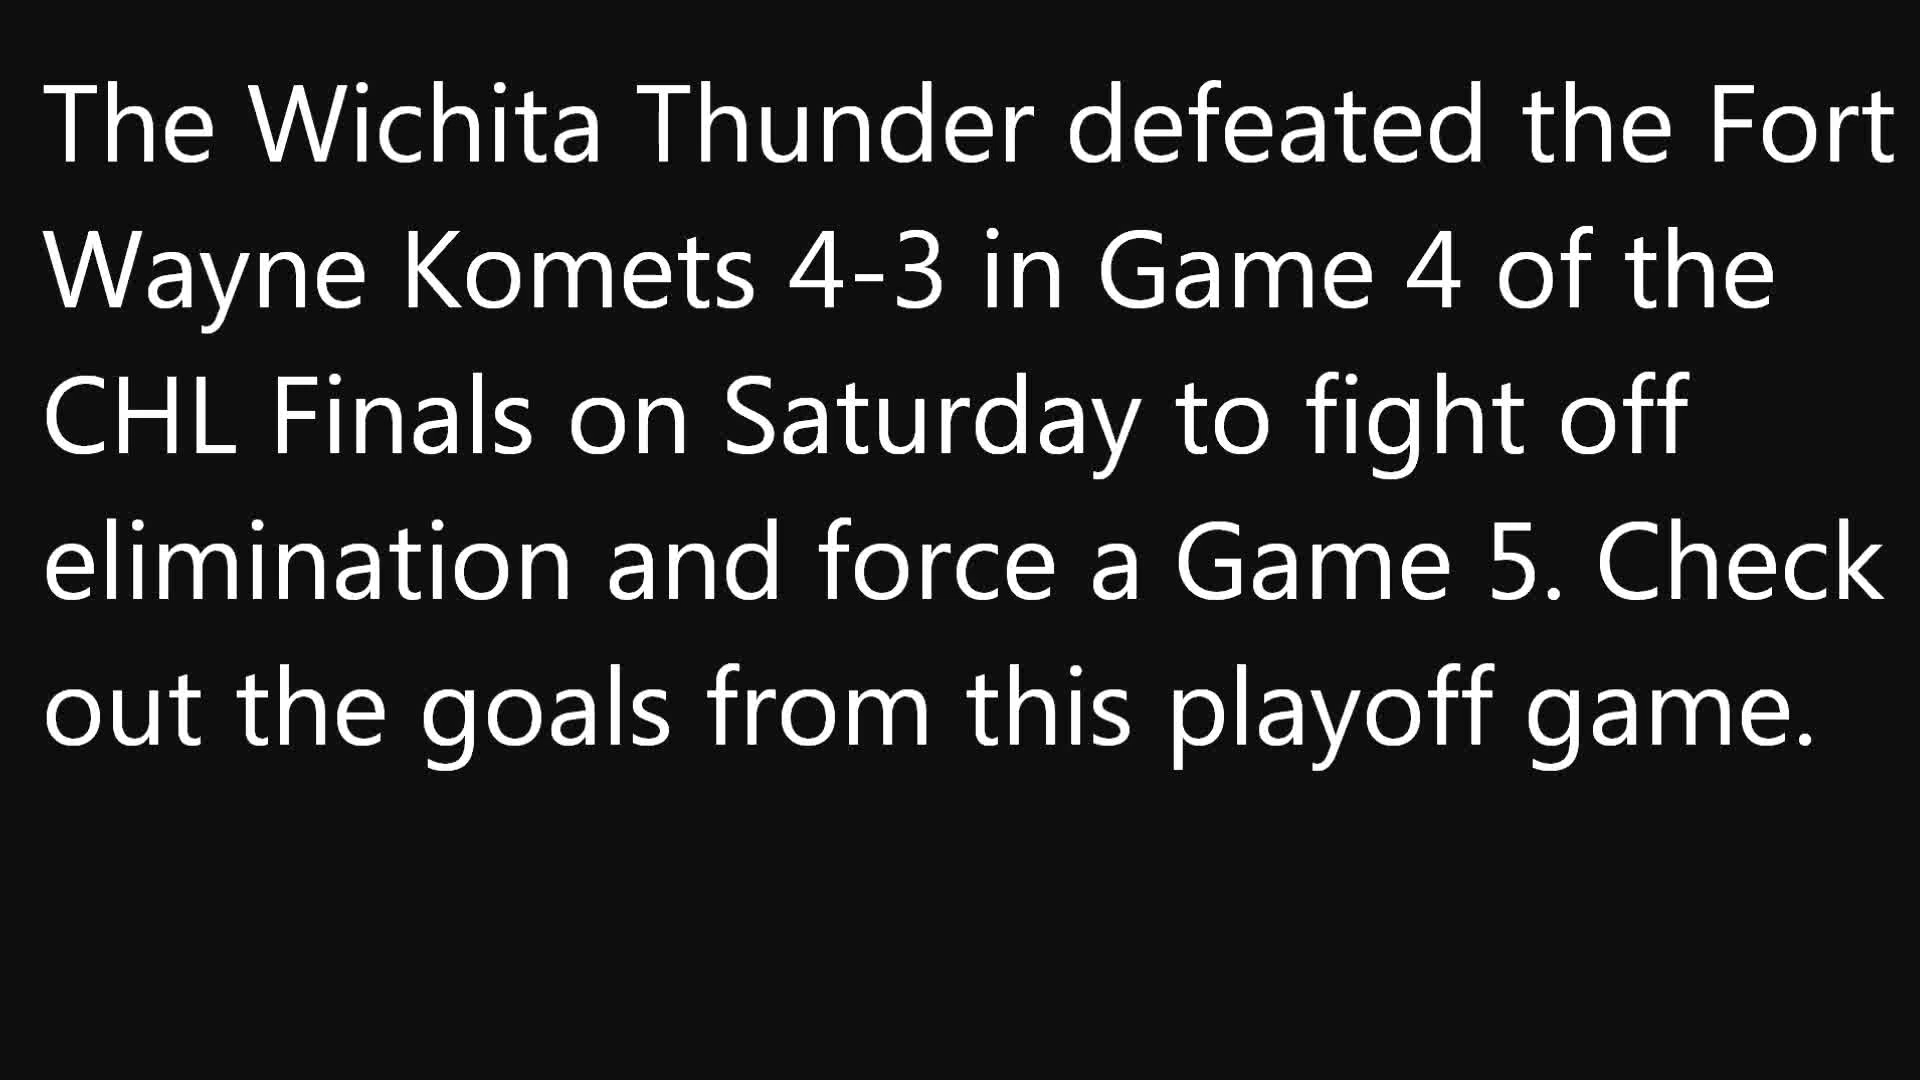 The Wichita Thunder defeated the Fort
Wayne Komets 4-3 in Game 4 of the
CHL Finals on Saturday to fight off
elimination and force a Game 5. Check
out the goals from this playoff game.